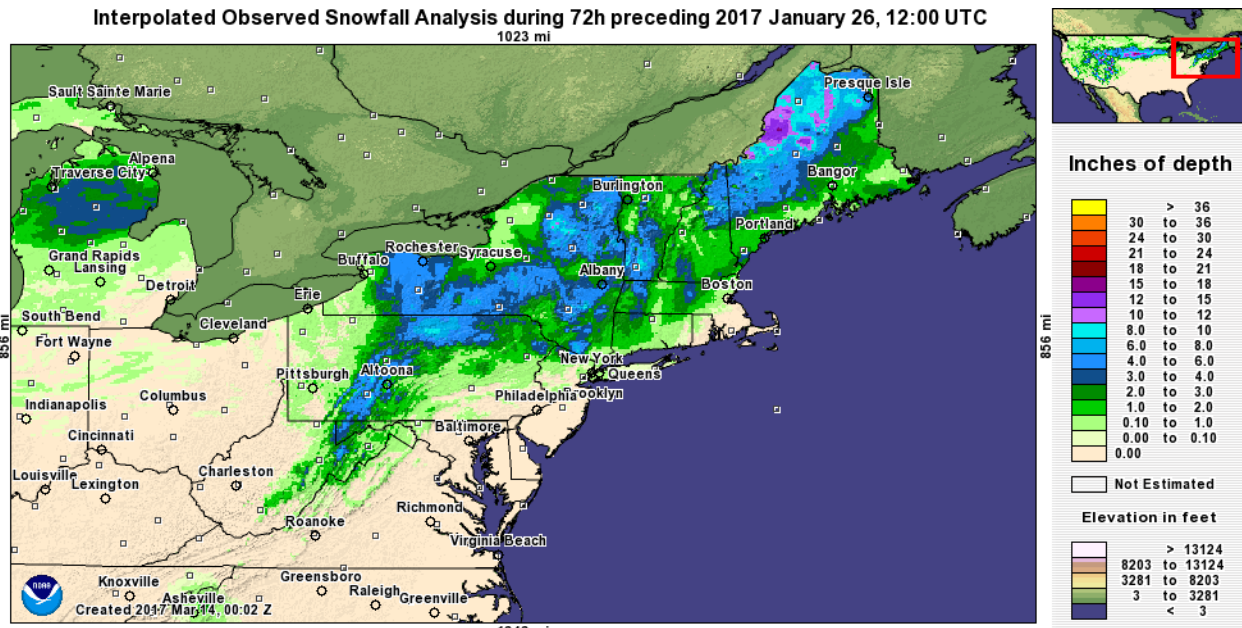 Interpolated Observed Snowfall Analysis during 72h preceding 2017 January 26, 12:00 UTC
1023 mi
Sault Sainte Marie
Presque Isle
Alpena
Traverse City
Burlington
Bangor
Portland
Rochester
Syracuse
Buffalo
Grand Rapids
Lansing
Albany
Detroit
Erie
Boston
South Bend
Cleveland
Fort Wayne
856 mi
856 mi
New York
Queens
Pittsburgh
Altoona
Columbus
Philadelphia
Indianapolis
Baltimore
Cincinnati
Louisville
Lexington
Charleston
Richmond
Roanoke
Virginia Beach
Knoxville
Greensboro
Asheville
Raleigh
Greenville
NOAA
Created 2017 Mar 14, 00:02 Z
Inches of depth
> 36
30 to 36
24 to 30
21 to 24
18 to 21
15 to 18
12 to 15
10 to 12
8.0 to 10
6.0 to 8.0
4.0 to 6.0
3.0 to 4.0
2.0 to 3.0
1.0 to 2.0
0.10 to 1.0
0.00 to 0.10
0.00
Not Estimated
Elevation in feet
> 13124
8203 to 13124
3281 to 8203
3 to 3281
< 3